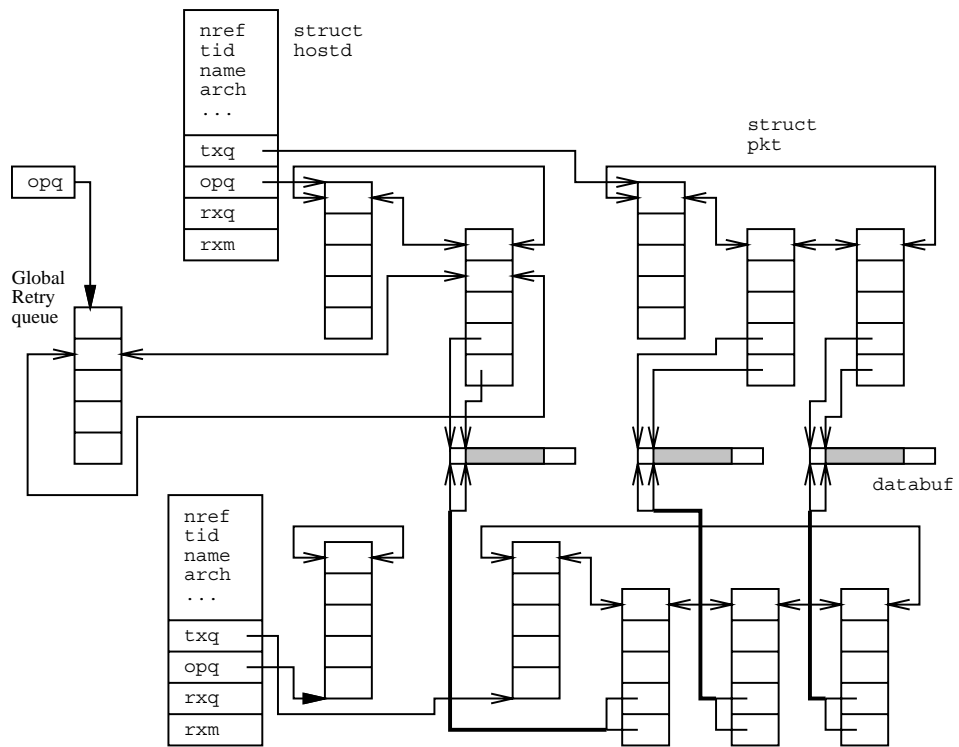 nref
tid
name
arch
...
txq
opq
rxq
rxm
struct
hostd
struct
pkt
opq
Global
Retry
queue
databuf
nref
tid
name
arch
...
txq
opq
rxq
rxm